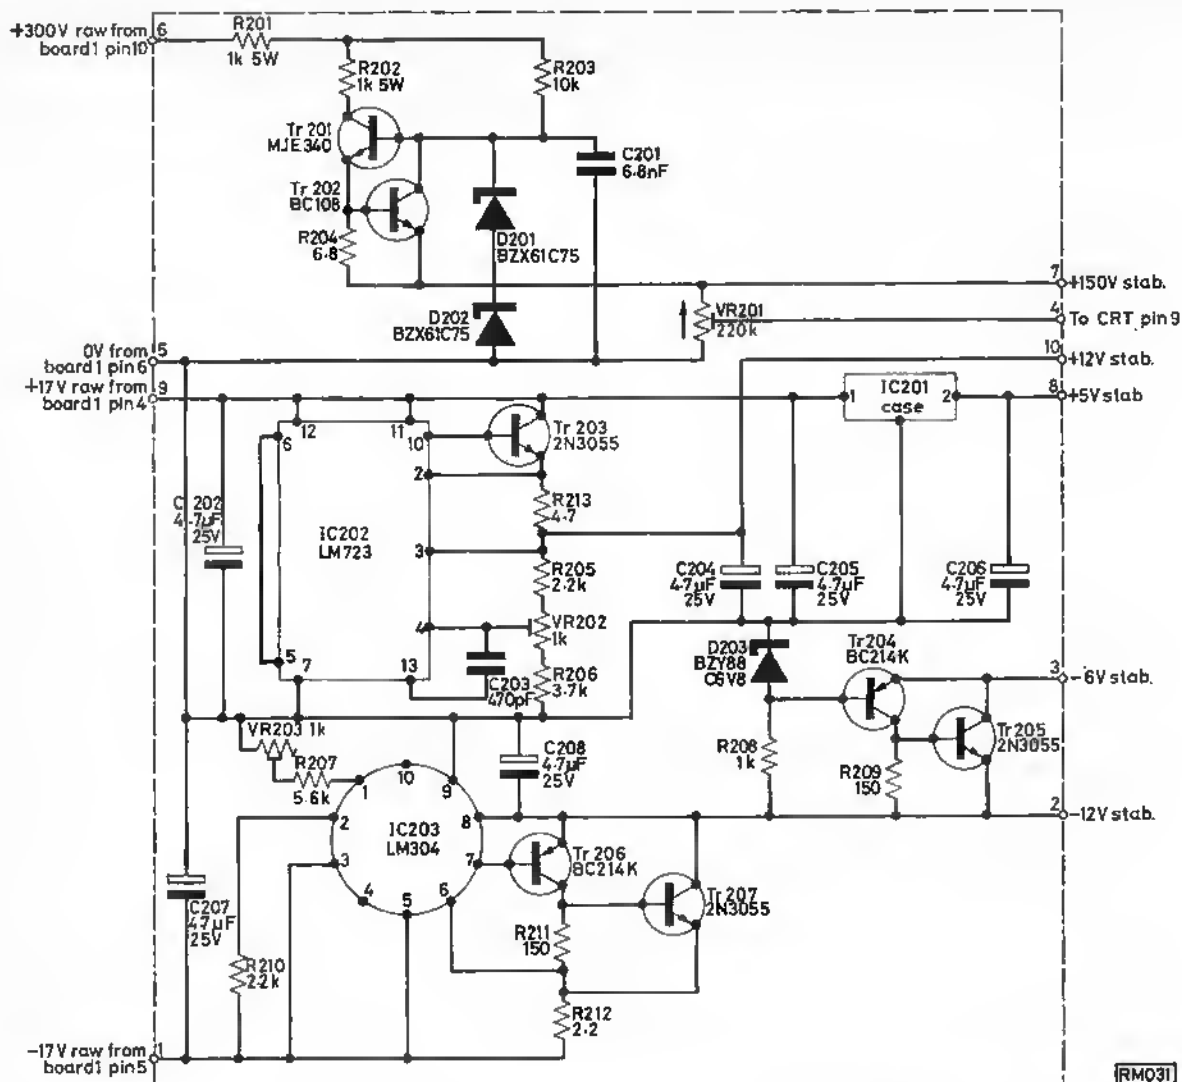 +300V raw from
board1 pin10
6
R201
1k 5W
R202
1k 5W
R203
10k
Tr 201
MJE340
C201
6.8nF
Tr 202
BC108
R204
6.8
D201
BZX61C75
7
+150V stab.
D202
BZX61C75
VR201
220k
4
To CRT pin 9
0V from
board1 pin6
5
10
+12V stab.
+17V raw from
board1 pin4
9
IC201
case
1
2
8
+5V stab
12
11
6
10
Tr 203
2N3055
2
C202
4.7µF
25V
R213
4.7
IC202
LM723
3
R205
2.2k
C204
4.7µF
25V
C205
4.7µF
25V
C206
4.7µF
25V
4
VR202
1k
5
7
13
C203
470pF
R206
3.7k
D203
BZY88
C6V8
Tr204
BC214K
3
-6V stab.
VR203 1k
R207
5.6k
C208
4.7µF
25V
R208
1k
Tr205
2N3055
R209
150
10
1
9
2
8
IC203
LM304
2
-12V stab.
3
7
4
5
6
Tr 206
BC214K
Tr 207
2N3055
C207
4.7µF
25V
R211
150
R210
2.2k
R212
2.2
-17V raw from
board1 pin5
1
RM031